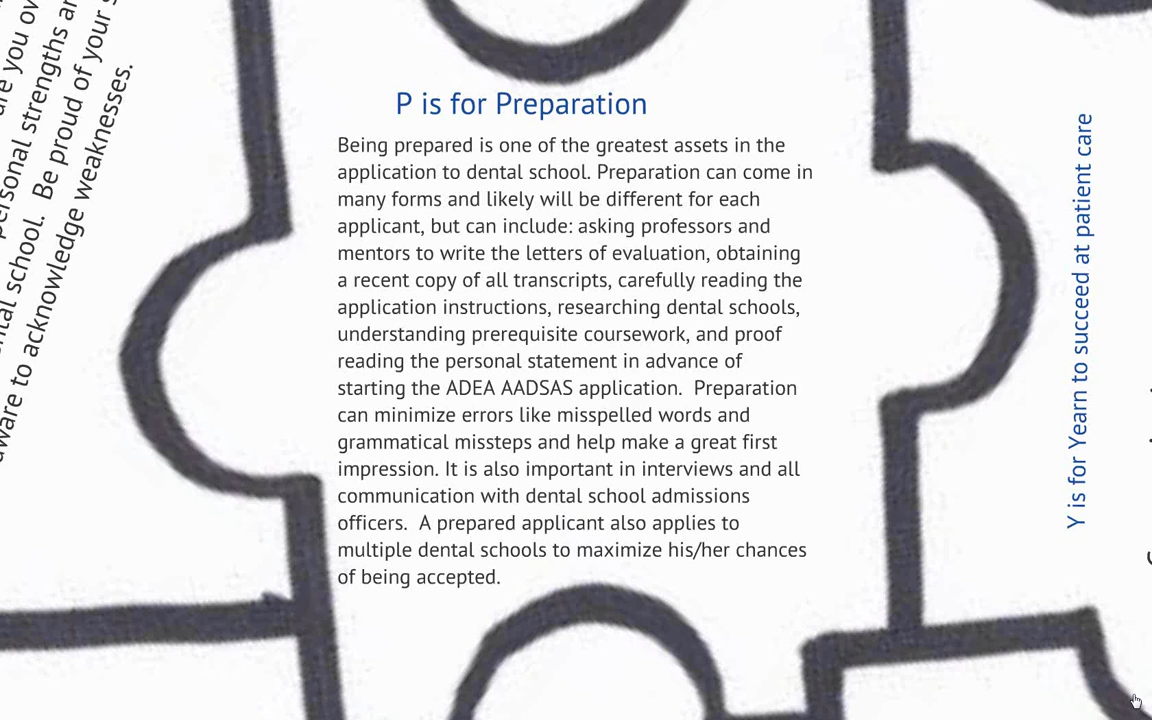 are you
personal strengths
school. Be proud of your
aware to acknowledge weaknesses.
P is for Preparation
Being prepared is one of the greatest assets in the
application to dental school. Preparation can come in
many forms and likely will be different for each
applicant, but can include: asking professors and
mentors to write the letters of evaluation, obtaining
a recent copy of all transcripts, carefully reading the
application instructions, researching dental schools,
understanding prerequisite coursework, and proof
reading the personal statement in advance of
starting the ADEA AADSAS application.  Preparation
can minimize errors like misspelled words and
grammatical missteps and help make a great first
impression. It is also important in interviews and all
communication with dental school admissions
officers.  A prepared applicant also applies to
multiple dental schools to maximize his/her chances
of being accepted.
Y is for Yearn to succeed at patient care